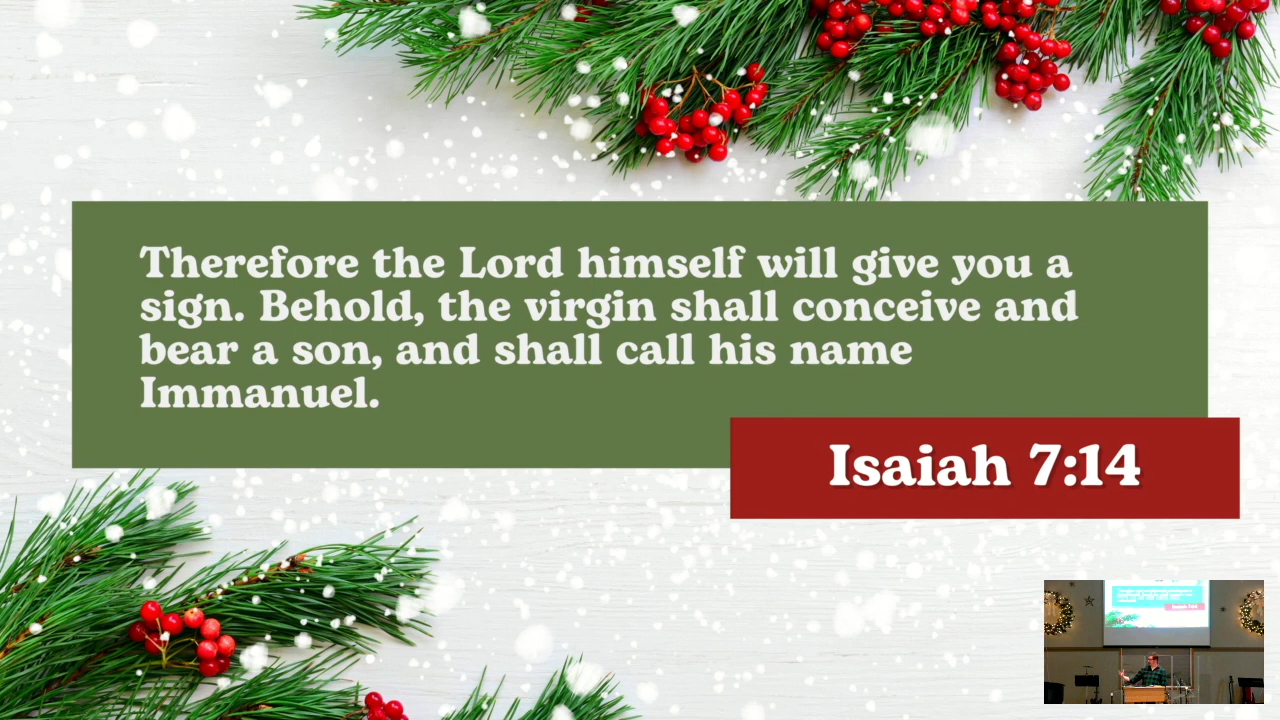 Therefore the Lord himself will give you a
sign. Behold, the virgin shall conceive and
bear a son, and shall call his name
Immanuel.
Isaiah 7:14